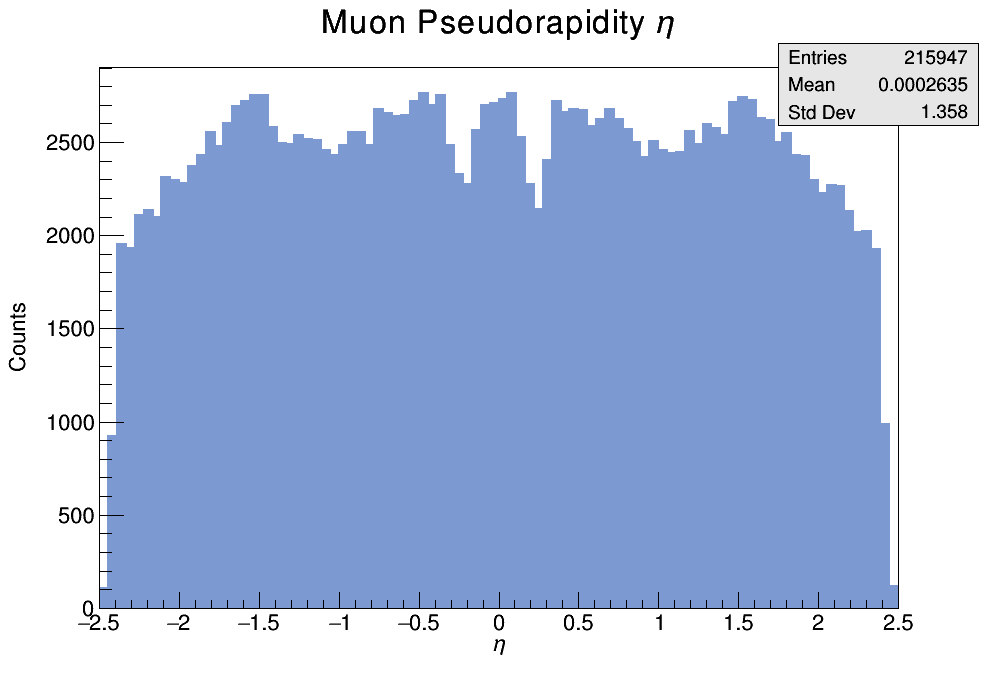 Muon Pseudorapidity η
Entries 215947
Mean 0.0002635
Std Dev 1.358
Counts
2500
2000
1500
1000
500
0
−2.5 −2 −1.5 −1 −0.5 0 0.5 1 1.5 2 2.5
η